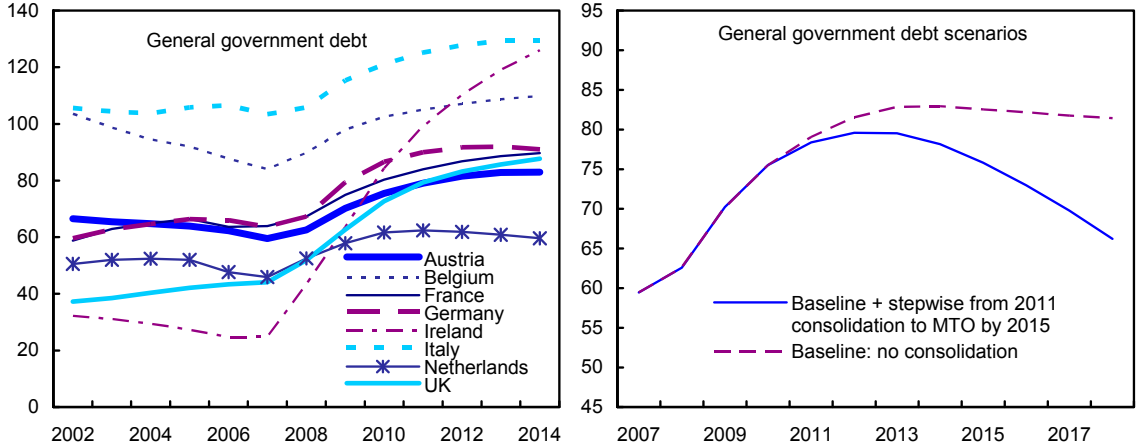 General government debt
140
120
100
80
60
40
20
0
2002 2004 2006 2008 2010 2012 2014
Austria
Belgium
France
Germany
Ireland
Italy
Netherlands
UK
General government debt scenarios
95
90
85
80
75
70
65
60
55
50
45
2007 2009 2011 2013 2015 2017
Baseline + stepwise from 2011
consolidation to MTO by 2015
Baseline: no consolidation